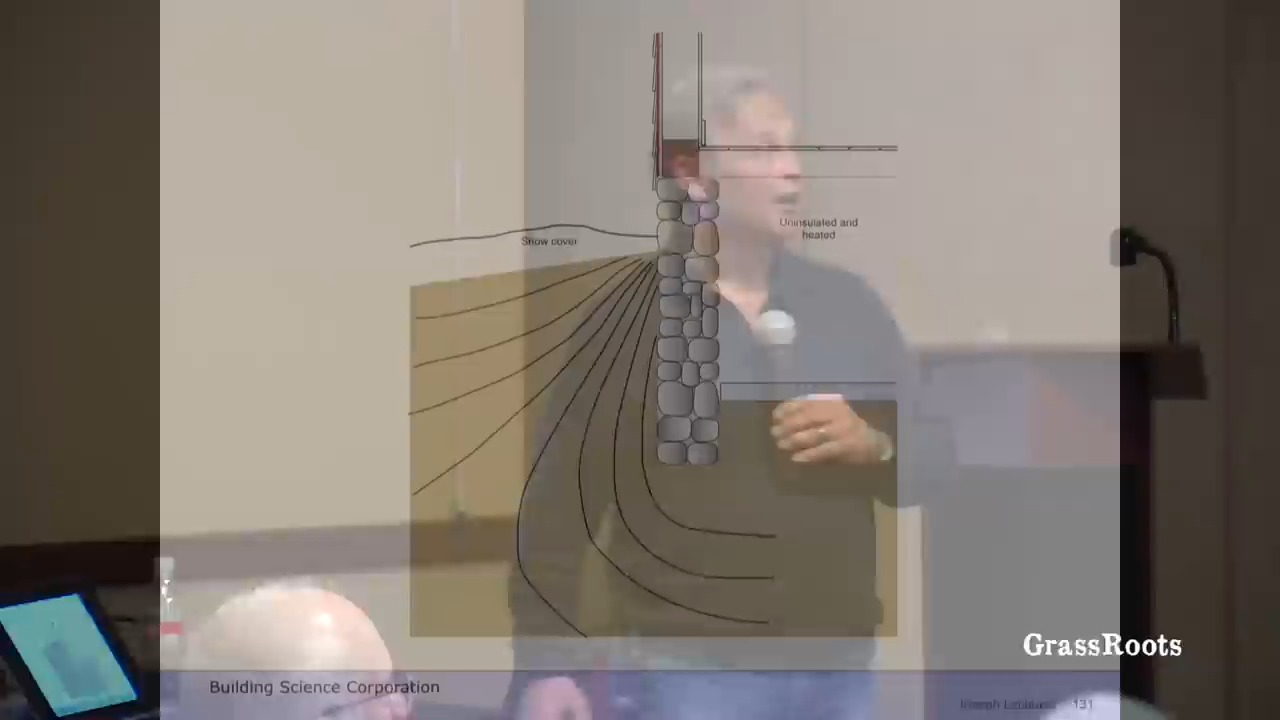 Snow cover
Uninsulated and
heated
GrassRoots
Building Science Corporation
131